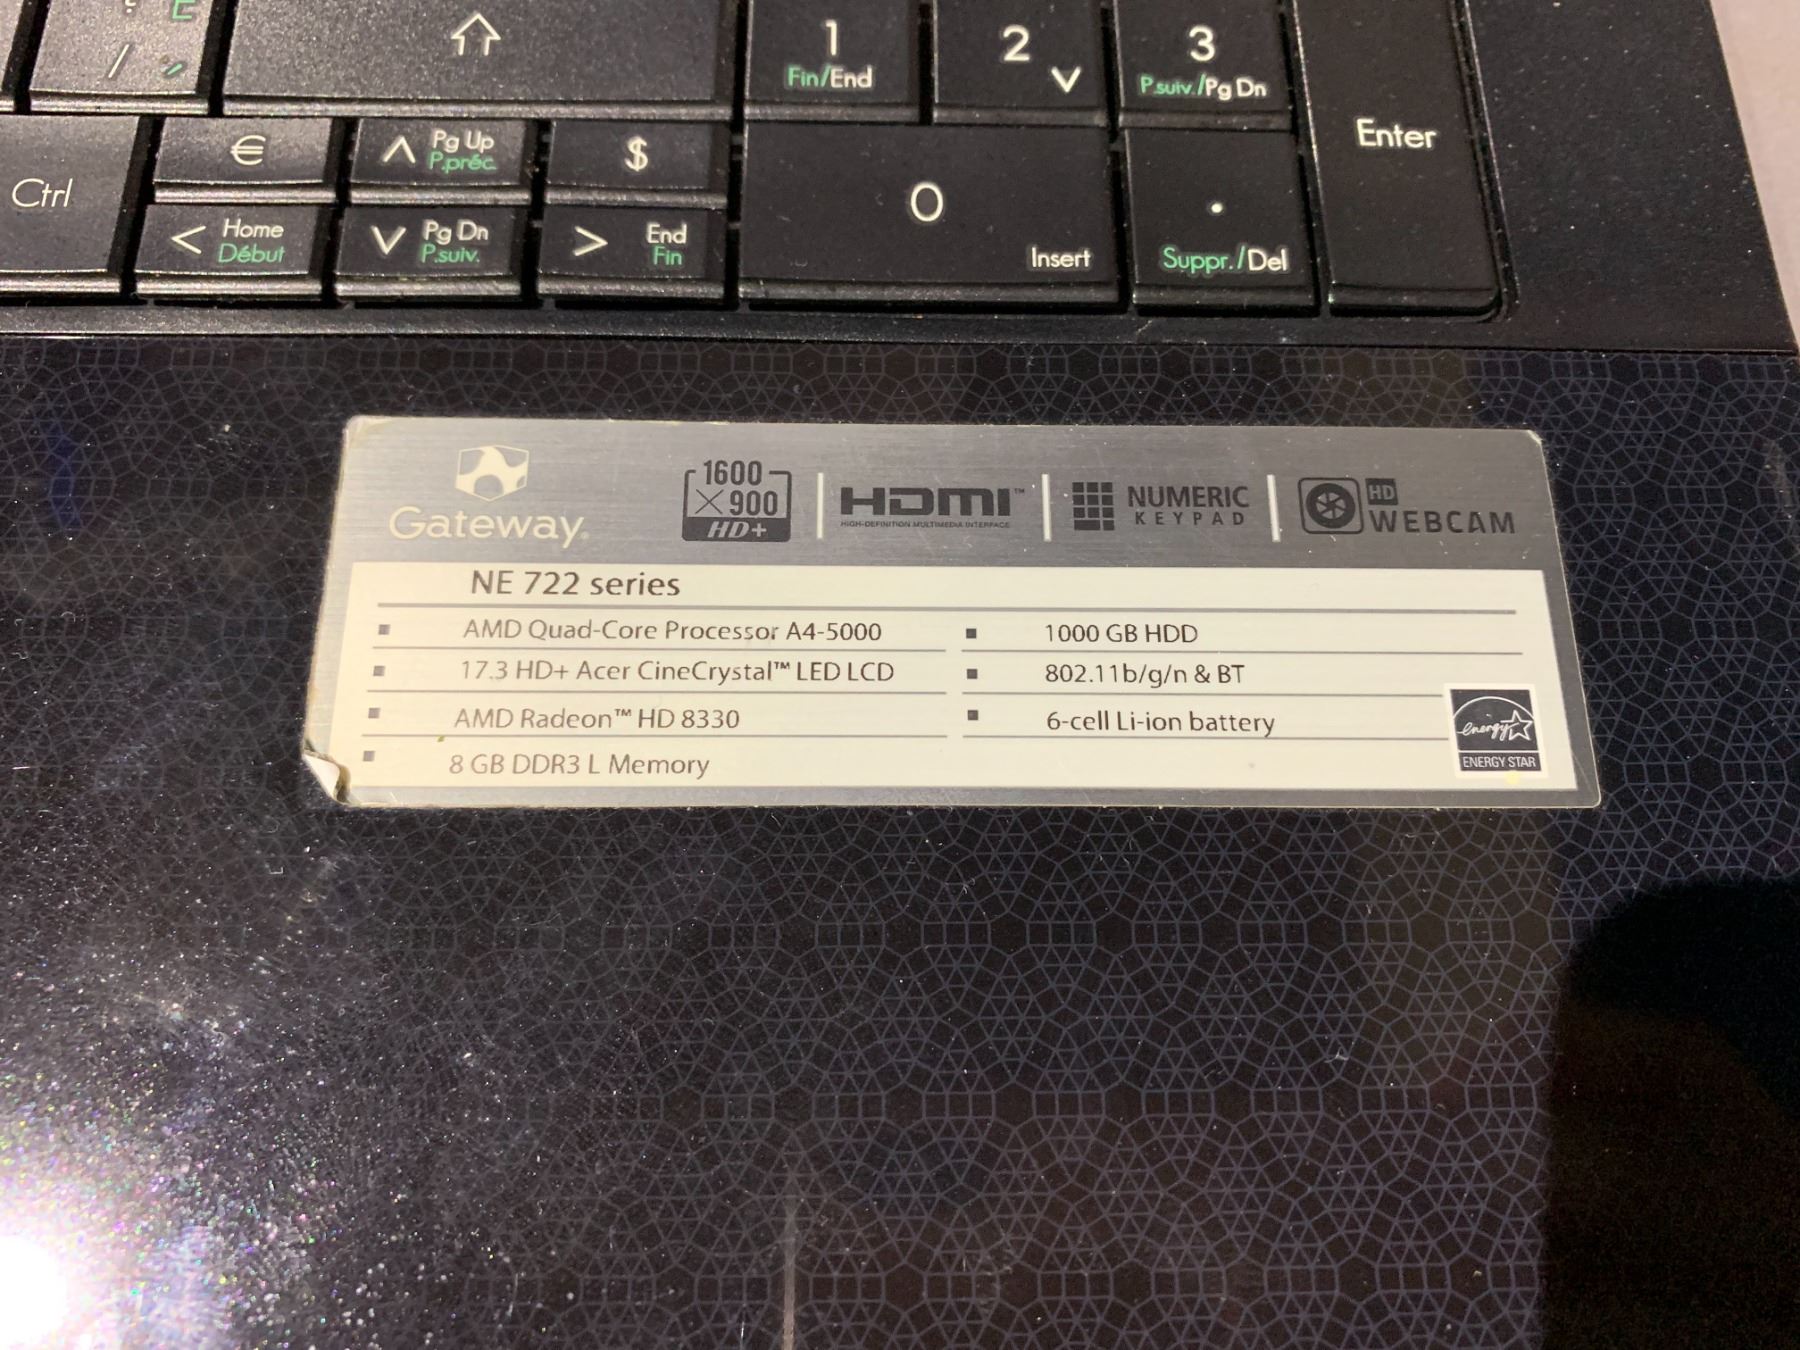 E
/
1
Fin/End
2
3
P.suiv./Pg Dn
Enter
Ctrl
€
Pg Up
P.préc.
$
0
Insert
.
Suppr./Del
< Home
Début
Pg Dn
P.suiv.
> End
Fin
Gateway
1600
×900
HD+
HDMI™
HIGH-DEFINITION MULTIMEDIA INTERFACE
NUMERIC
KEYPAD
HD
WEBCAM
NE 722 series
AMD Quad-Core Processor A4-5000
17.3 HD+ Acer CineCrystal™ LED LCD
AMD Radeon™ HD 8330
8 GB DDR3 L Memory
1000 GB HDD
802.11b/g/n & BT
6-cell Li-ion battery
energy
ENERGY STAR